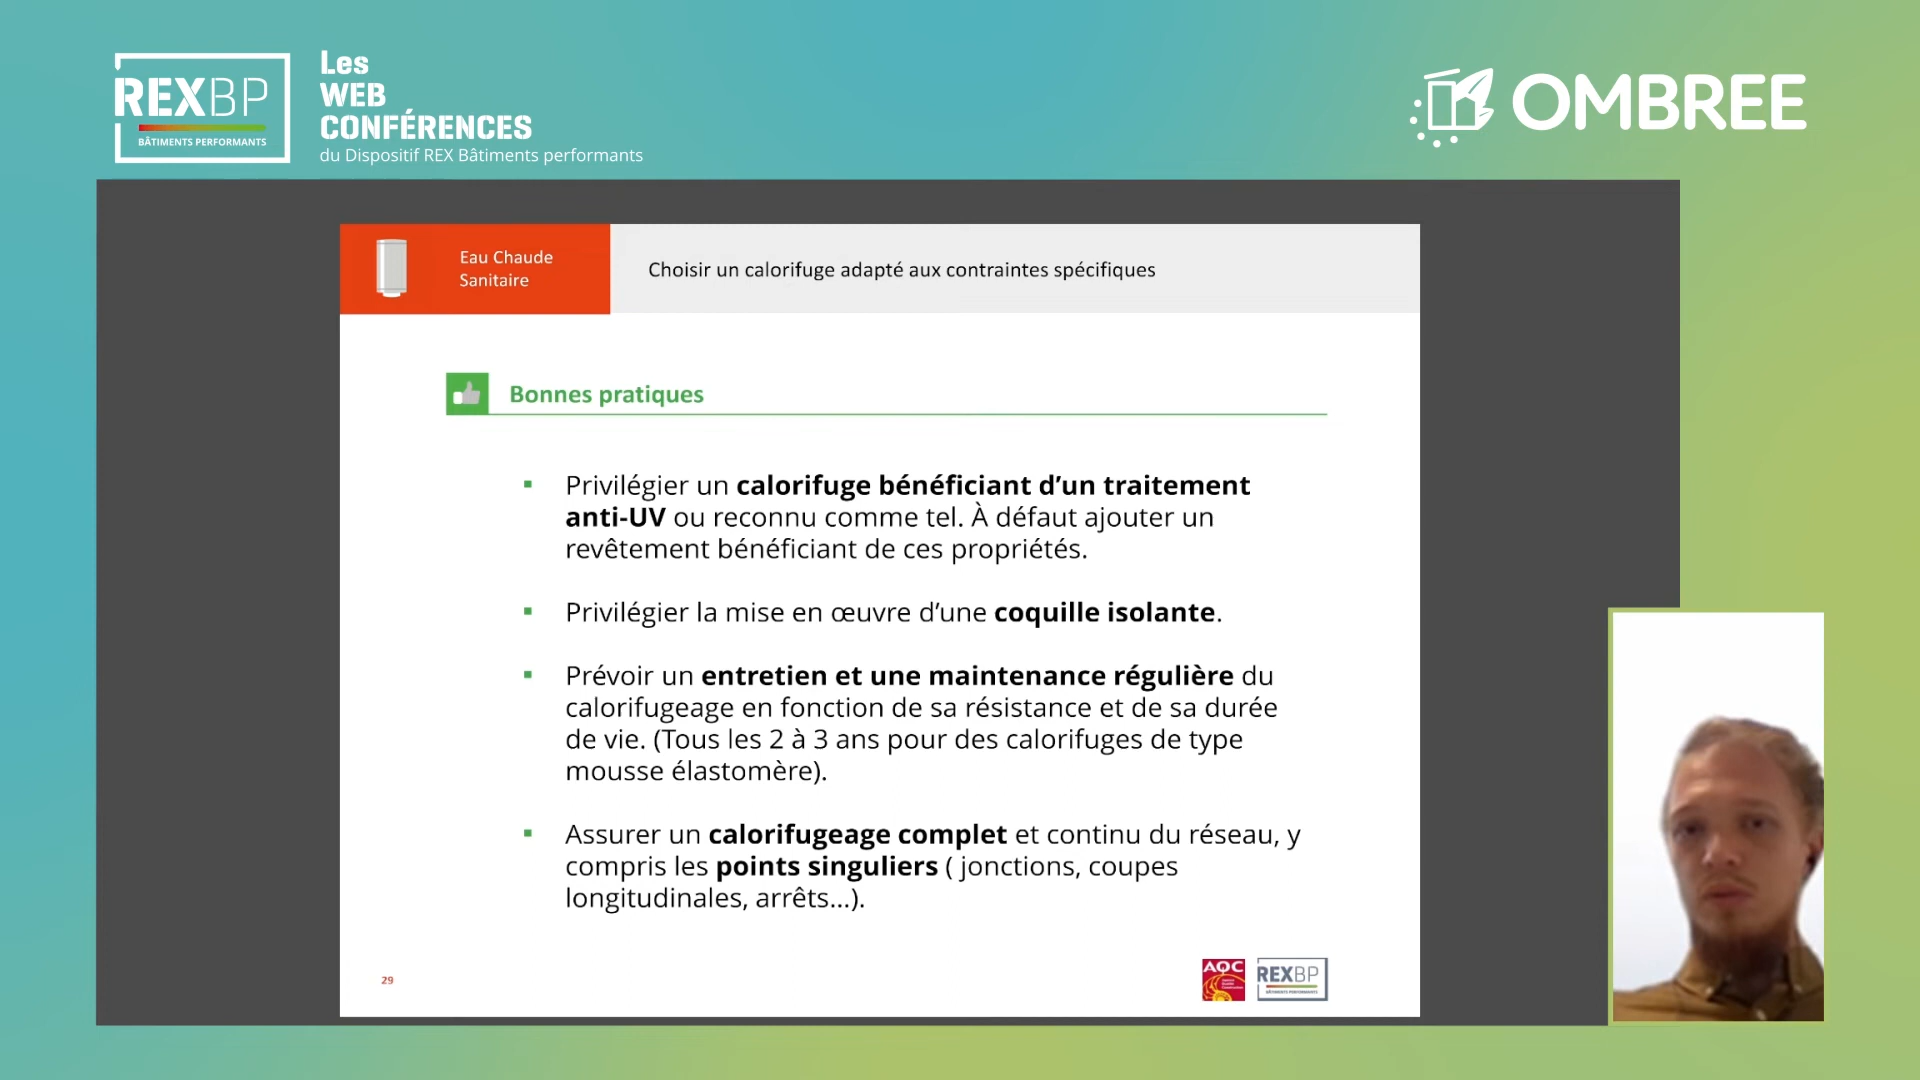 REXBP
BÂTIMENTS PERFORMANTS
Les
WEB
CONFÉRENCES
du Dispositif REX Bâtiments performants
OMBREE
Eau Chaude
Sanitaire
Choisir un calorifuge adapté aux contraintes spécifiques
Bonnes pratiques
▪ Privilégier un calorifuge bénéficiant d’un traitement
anti-UV ou reconnu comme tel. À défaut ajouter un
revêtement bénéficiant de ces propriétés.
▪ Privilégier la mise en œuvre d’une coquille isolante.
▪ Prévoir un entretien et une maintenance régulière du
calorifugeage en fonction de sa résistance et de sa durée
de vie. (Tous les 2 à 3 ans pour des calorifuges de type
mousse élastomère).
▪ Assurer un calorifugeage complet et continu du réseau, y
compris les points singuliers ( jonctions, coupes
longitudinales, arrêts...).
29
AQC
REXBP
BÂTIMENTS PERFORMANTS